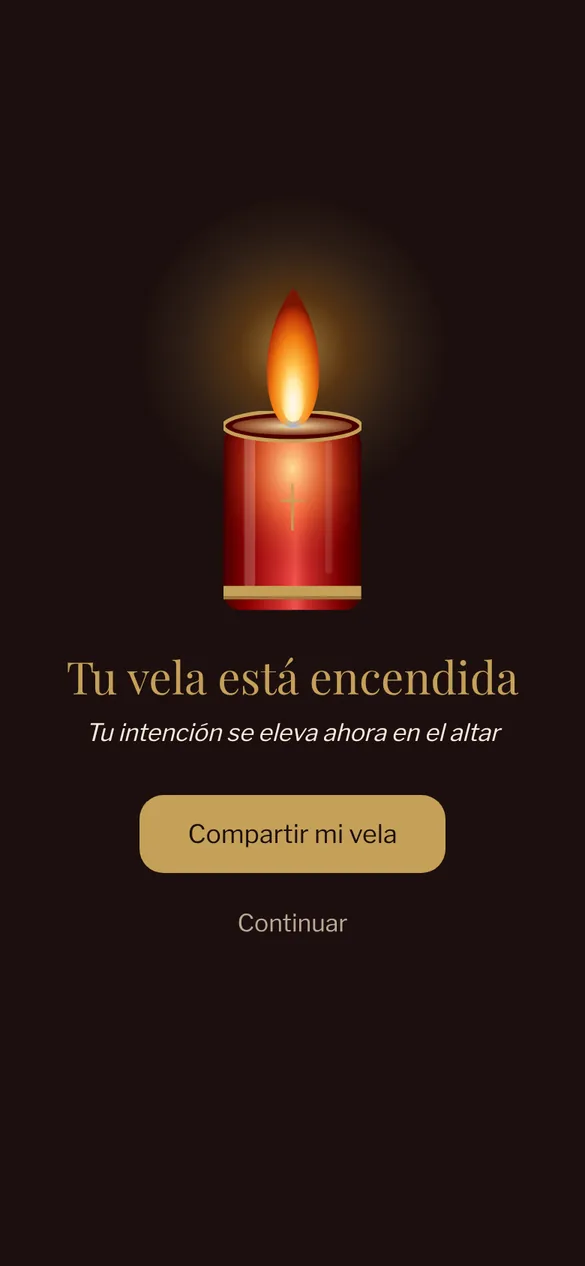 Tu vela está encendida
Tu intención se eleva ahora en el altar
Compartir mi vela
Continuar